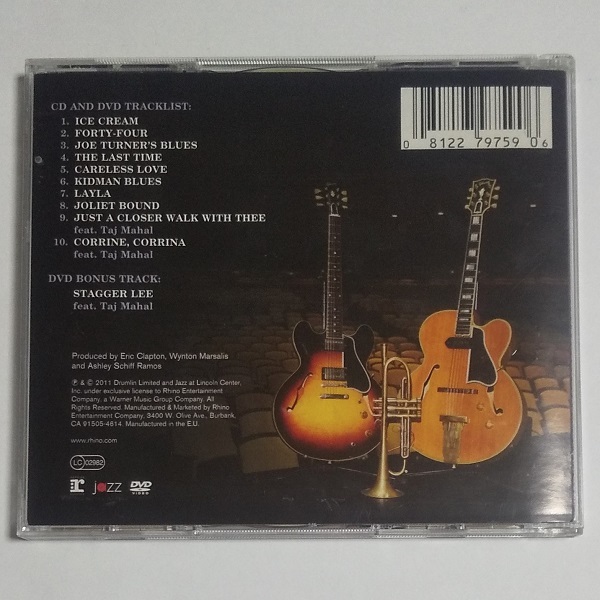 CD AND DVD TRACKLIST:
1. ICE CREAM
2. FORTY-FOUR
3. JOE TURNER'S BLUES
4. THE LAST TIME
5. CARELESS LOVE
6. KIDMAN BLUES
7. LAYLA
8. JOLIET BOUND
9. JUST A CLOSER WALK WITH THEE
feat. Taj Mahal
10. CORRINE, CORRINA
feat. Taj Mahal
DVD BONUS TRACK:
STAGGER LEE
feat. Taj Mahal
0 81227 97590 6
Produced by Eric Clapton, Wynton Marsalis
and Ashley Schiff Ramos
℗ & © 2011 Drumlin Limited and Jazz at Lincoln Center,
Inc. under exclusive license to Rhino Entertainment
Company, a Warner Music Group Company. All
Rights Reserved. Manufactured & Marketed by Rhino
Entertainment Company, 3400 W. Olive Ave., Burbank,
CA 91505-4614. Manufactured in the E.U.
www.rhino.com
LC 02982
r jazz DVD
VIDEO